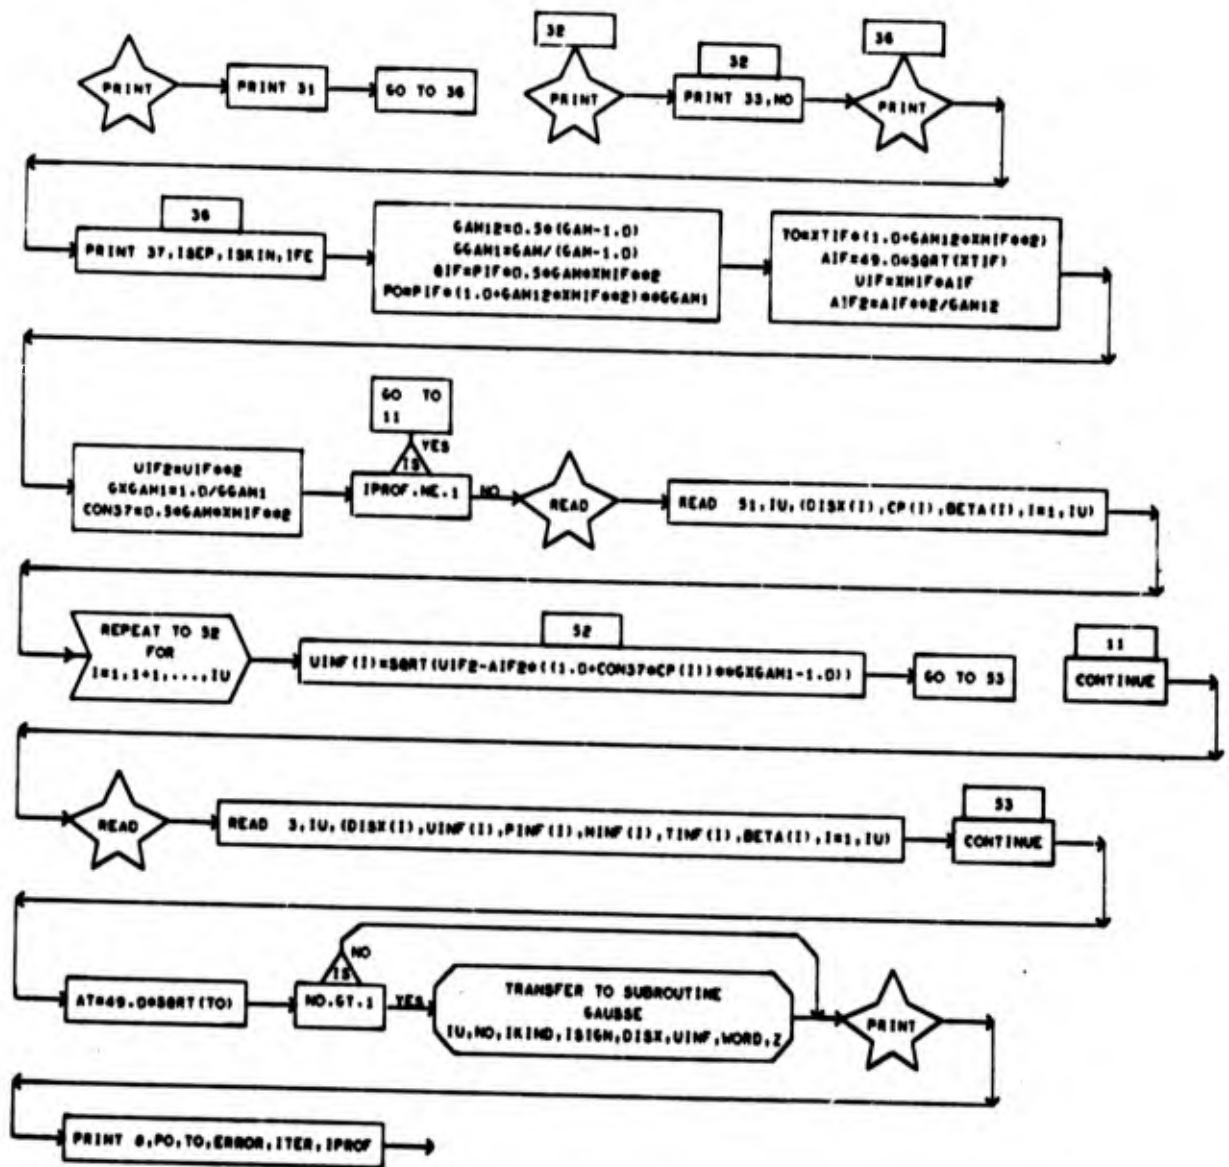 32
36
PRINT
PRINT 31
GO TO 36
PRINT
32
PRINT 33,NO
PRINT
36
PRINT 37,ISEP,ISKIN,IFE
GAM12=0.50*(GAM-1.0)
GGAM1=GAM/(GAM-1.0)
QIF=PIF*0.5*GAM*XMIF**2
PO=PIF*(1.0+GAM12*XMIF**2)**GGAM1
TO=XTIF*(1.0+GAM12*XMIF**2)
AIF=49.0*SQRT(XTIF)
UIF=XMIF*AIF
AIF2=AIF**2/GAM12
GO TO
11
YES
IS
UIF2=UIF**2
GXGAM1=1.0/GGAM1
CON37=0.5*GAM*XMIF**2
IPROF.NE.1
NO
READ
READ 51,IU,(DISX(I),CP(I),BETA(I),I=1,IU)
REPEAT TO 52
FOR
I=1,1+1,...,IU
52
UINF(I)=SQRT(UIF2-AIF2*((1.0+CON37*CP(I))**GXGAM1-1.0))
GO TO 53
11
CONTINUE
READ
READ 3,IU,(DISX(I),UINF(I),PINF(I),MINF(I),TINF(I),BETA(I),I=1,IU)
53
CONTINUE
AT=49.0*SQRT(TO)
NO
IS
NO.GT.1
YES
TRANSFER TO SUBROUTINE
GAUSSE
IU,NO,IKIND,ISIGN,DISX,UINF,WORD,Z
PRINT
PRINT 8,PO,TO,ERROR,ITER,IPROF